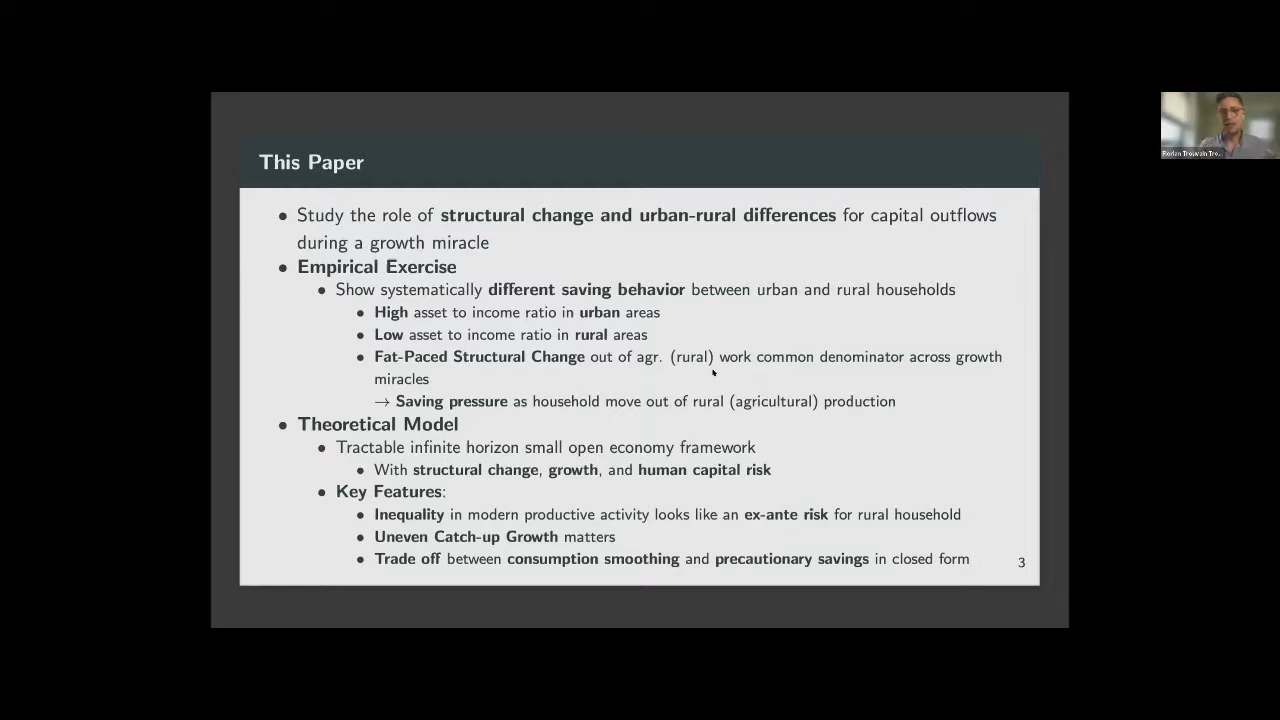 This Paper
• Study the role of structural change and urban-rural differences for capital outflows
during a growth miracle
• Empirical Exercise
• Show systematically different saving behavior between urban and rural households
• High asset to income ratio in urban areas
• Low asset to income ratio in rural areas
• Fat-Paced Structural Change out of agr. (rural) work common denominator across growth
miracles
→ Saving pressure as household move out of rural (agricultural) production
• Theoretical Model
• Tractable infinite horizon small open economy framework
• With structural change, growth, and human capital risk
• Key Features:
• Inequality in modern productive activity looks like an ex-ante risk for rural household
• Uneven Catch-up Growth matters
• Trade off between consumption smoothing and precautionary savings in closed form
3
Florian Trouvain Tro...